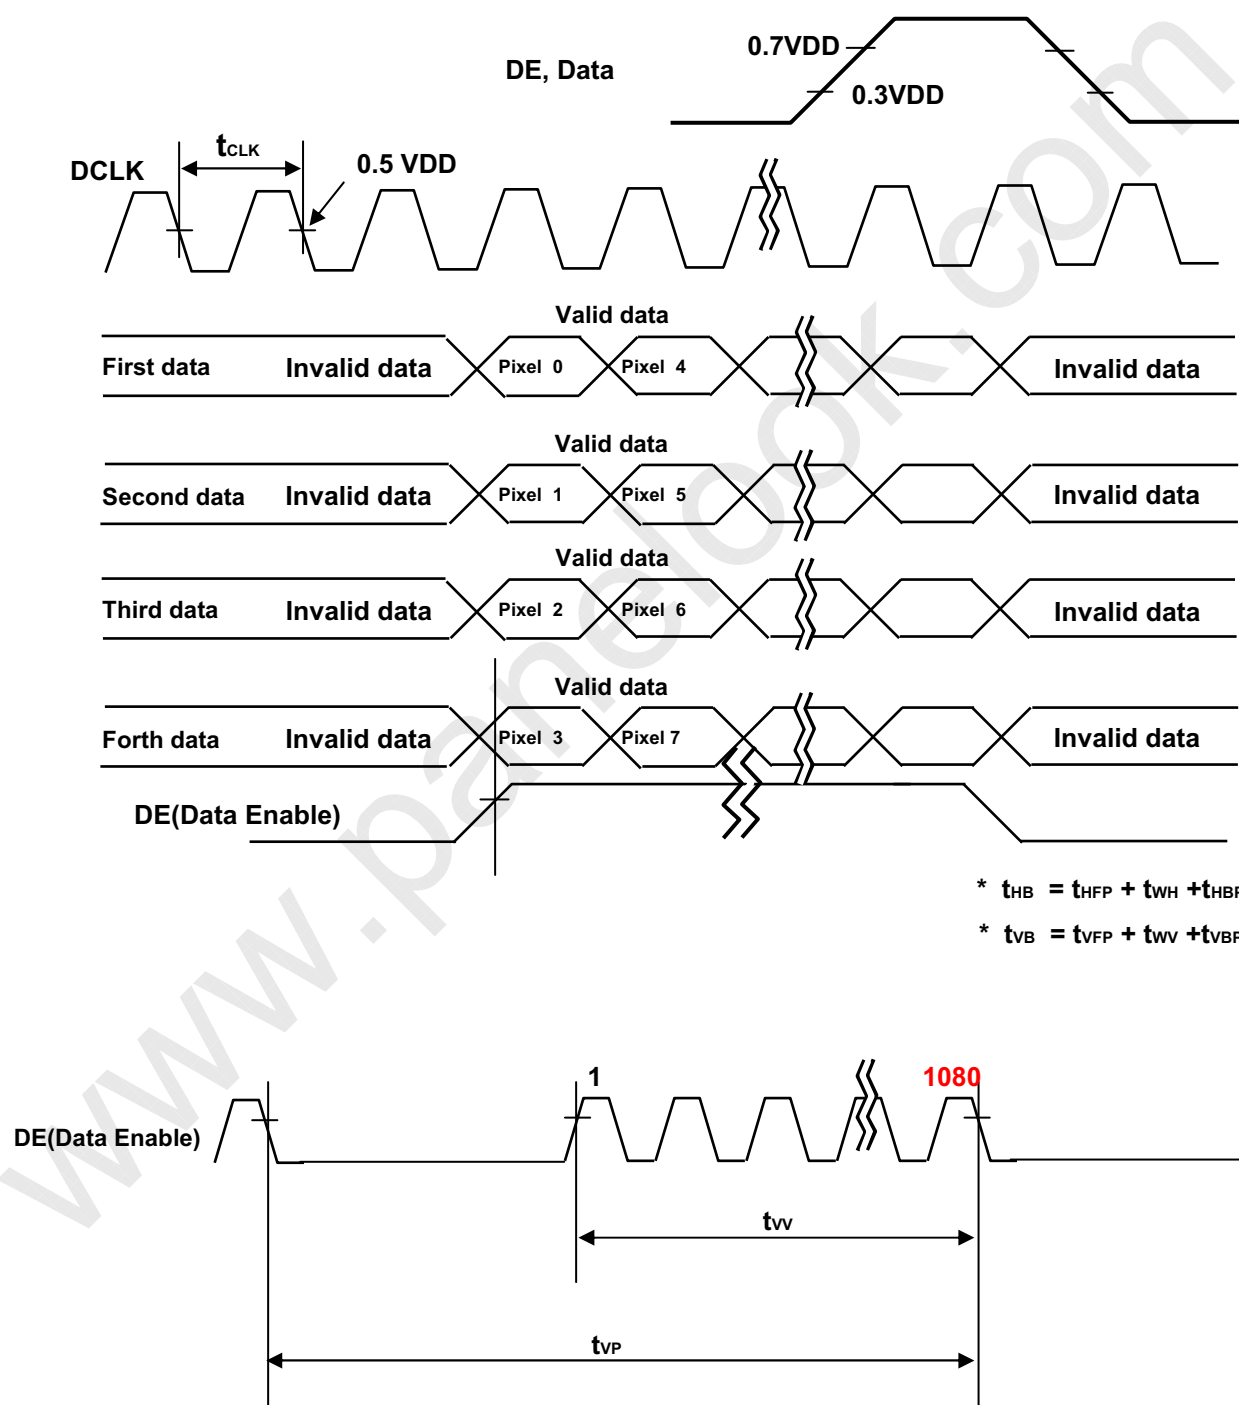 0.7VDD
DE, Data
0.3VDD
tCLK
DCLK
0.5 VDD
Valid data
First data Invalid data Pixel 0 Pixel 4 Invalid data
Valid data
Second data Invalid data Pixel 1 Pixel 5 Invalid data
Valid data
Third data Invalid data Pixel 2 Pixel 6 Invalid data
Valid data
Forth data Invalid data Pixel 3 Pixel 7 Invalid data
DE(Data Enable)
* tHB = tHFP + tWH +tHBP
* tVB = tVFP + tWV +tVBP
1 1080
DE(Data Enable)
tVV
tVP
www.panelook.com